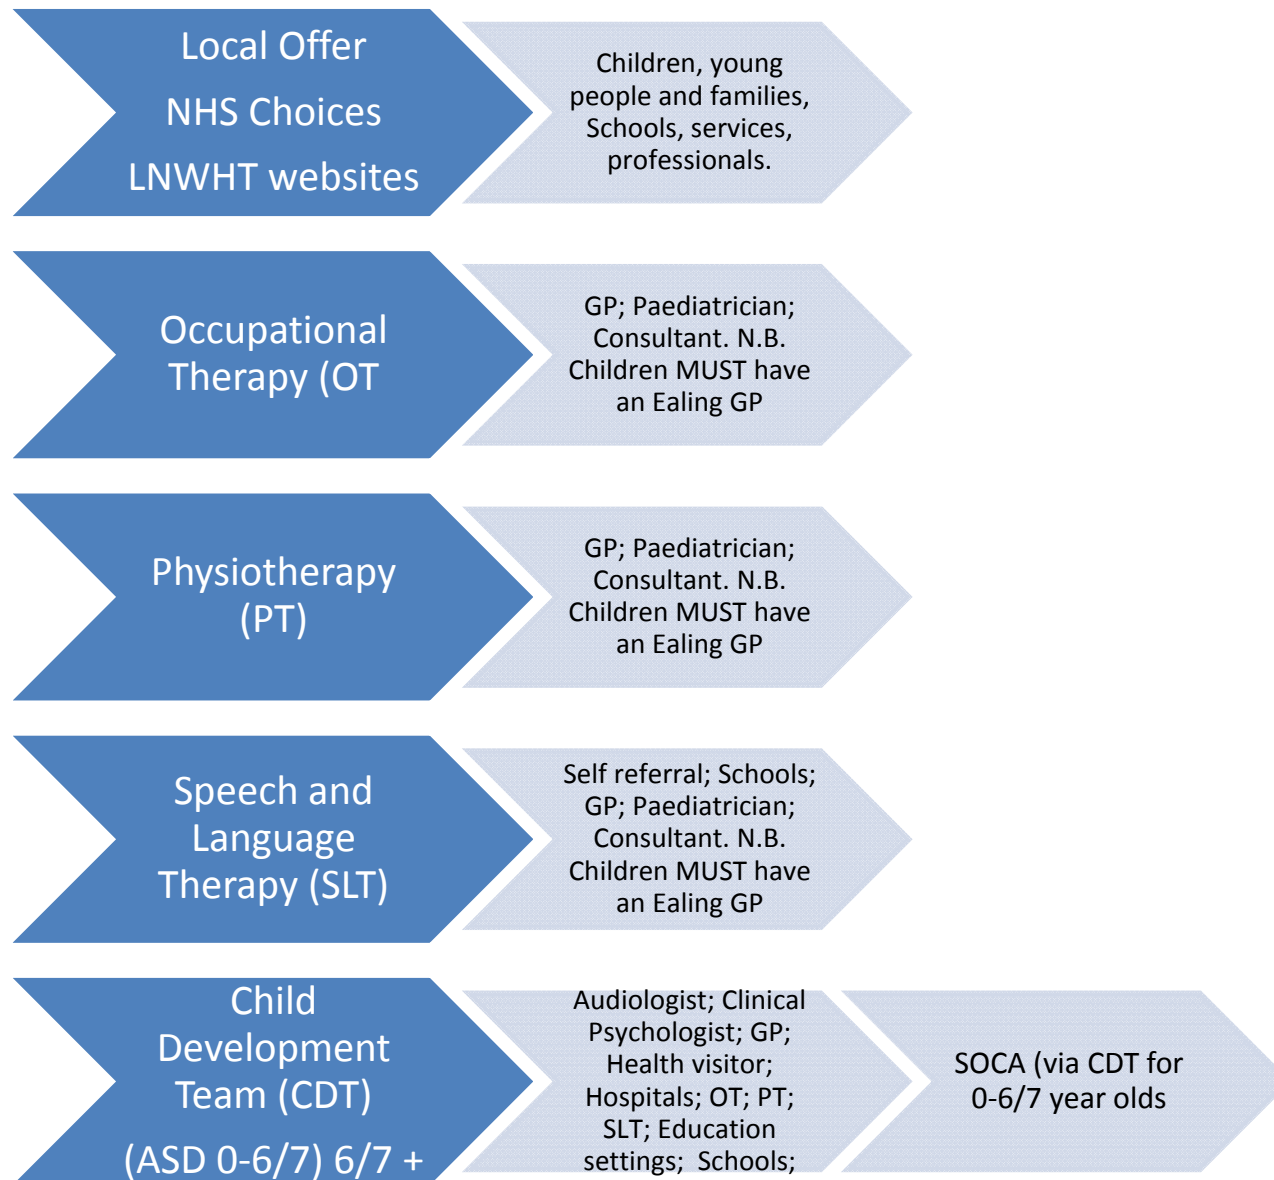 Local Offer
NHS Choices
LNWHT websites
Children, young
people and families,
Schools, services,
professionals.
Occupational
Therapy (OT
GP; Paediatrician;
Consultant. N.B.
Children MUST have
an Ealing GP
Physiotherapy
(PT)
GP; Paediatrician;
Consultant. N.B.
Children MUST have
an Ealing GP
Speech and
Language
Therapy (SLT)
Self referral; Schools;
GP; Paediatrician;
Consultant. N.B.
Children MUST have
an Ealing GP
Child
Development
Team (CDT)
(ASD 0-6/7) 6/7 +
Audiologist; Clinical
Psychologist; GP;
Health visitor;
Hospitals; OT; PT;
SLT; Education
settings; Schools;
SOCA (via CDT for
0-6/7 year olds